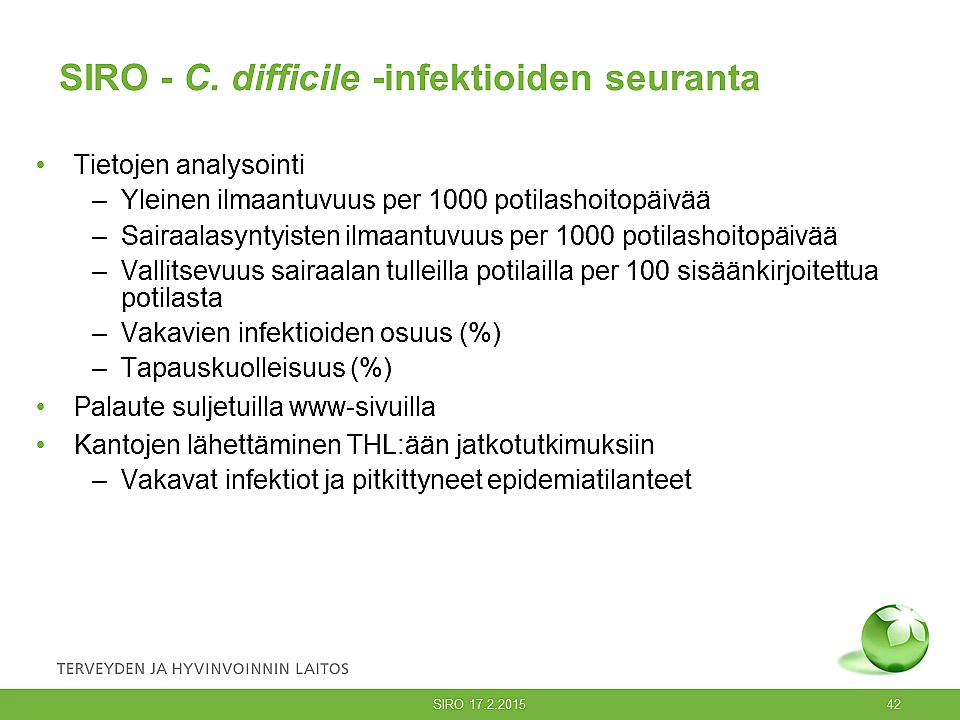 SIRO - C. difficile -infektioiden seuranta
• Tietojen analysointi
– Yleinen ilmaantuvuus per 1000 potilashoitopäivää
– Sairaalasyntyisten ilmaantuvuus per 1000 potilashoitopäivää
– Vallitsevuus sairaalan tulleilla potilailla per 100 sisäänkirjoitettua
potilasta
– Vakavien infektioiden osuus (%)
– Tapauskuolleisuus (%)
• Palaute suljetuilla www-sivuilla
• Kantojen lähettäminen THL:ään jatkotutkimuksiin
– Vakavat infektiot ja pitkittyneet epidemiatilanteet
TERVEYDEN JA HYVINVOINNIN LAITOS
SIRO 17.2.2015 42